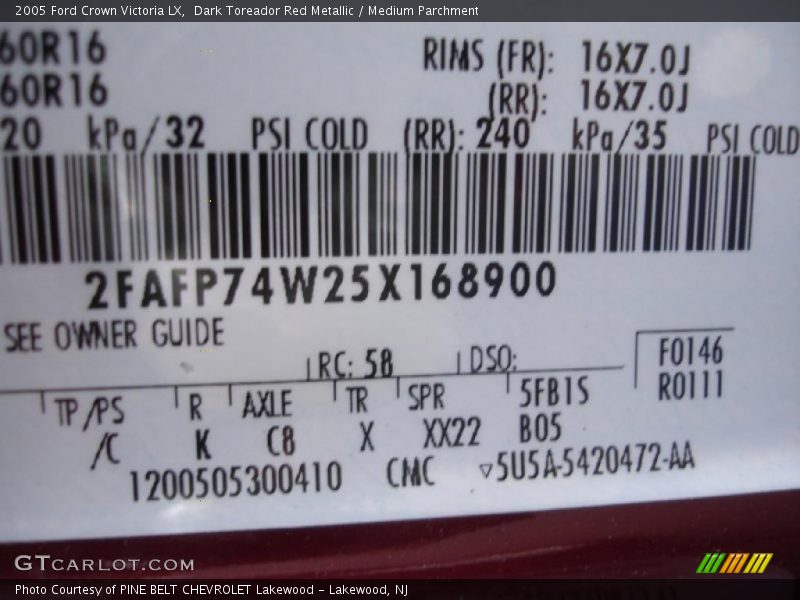 2005 Ford Crown Victoria LX, Dark Toreador Red Metallic / Medium Parchment
60R16 RIMS (FR): 16X7.0J
60R16 (RR): 16X7.0J
20 kPa/32 PSI COLD (RR): 240 kPa/35 PSI COLD
2FAFP74W25X168900
SEE OWNER GUIDE
RC: 58 DSO: F0146
R0111
TP/PS R AXLE TR SPR 5FB1S
/C K C8 X XX22 B05
1200505300410 CMC ▽5U5A-5420472-AA
GTCARLOT.COM
Photo Courtesy of PINE BELT CHEVROLET Lakewood - Lakewood, NJ